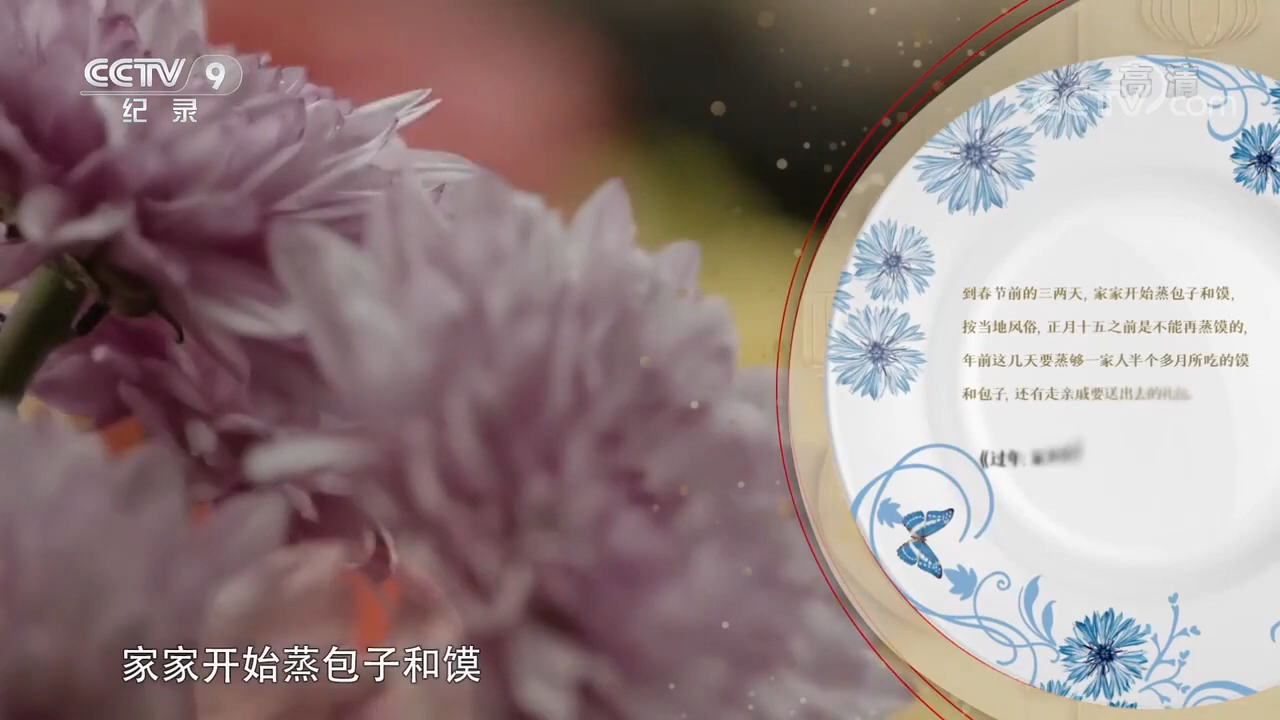 CCTV 9
纪录
高清
CCTV.com
到春节前的三两天, 家家开始蒸包子和馍,
按当地风俗, 正月十五之前是不能再蒸馍的,
年前这几天要蒸够一家人半个多月所吃的馍
和包子, 还有走亲戚要送出去的
《过年:
家家开始蒸包子和馍